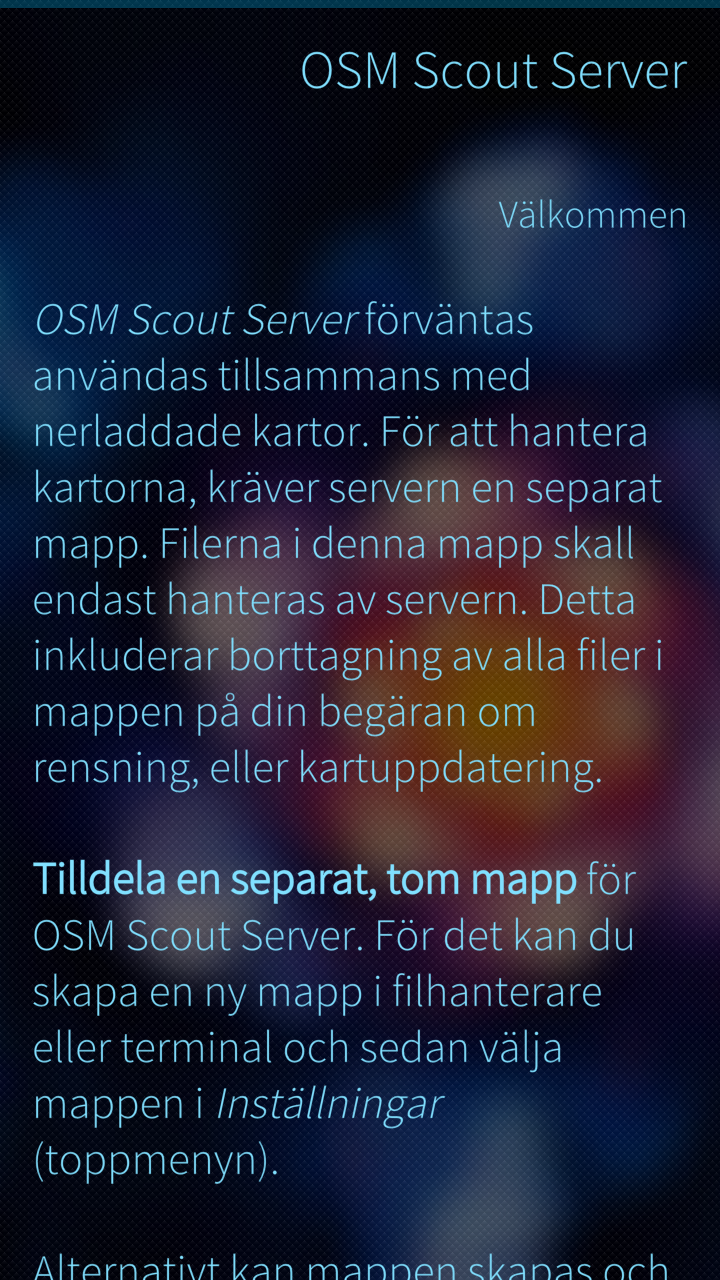 OSM Scout Server
Välkommen
OSM Scout Server förväntas
användas tillsammans med
nerladdade kartor. För att hantera
kartorna, kräver servern en separat
mapp. Filerna i denna mapp skall
endast hanteras av servern. Detta
inkluderar borttagning av alla filer i
mappen på din begäran om
rensning, eller kartuppdatering.
Tilldela en separat, tom mapp för
OSM Scout Server. För det kan du
skapa en ny mapp i filhanterare
eller terminal och sedan välja
mappen i Inställningar
(toppmenyn).
Alternativt kan mappen skapas och